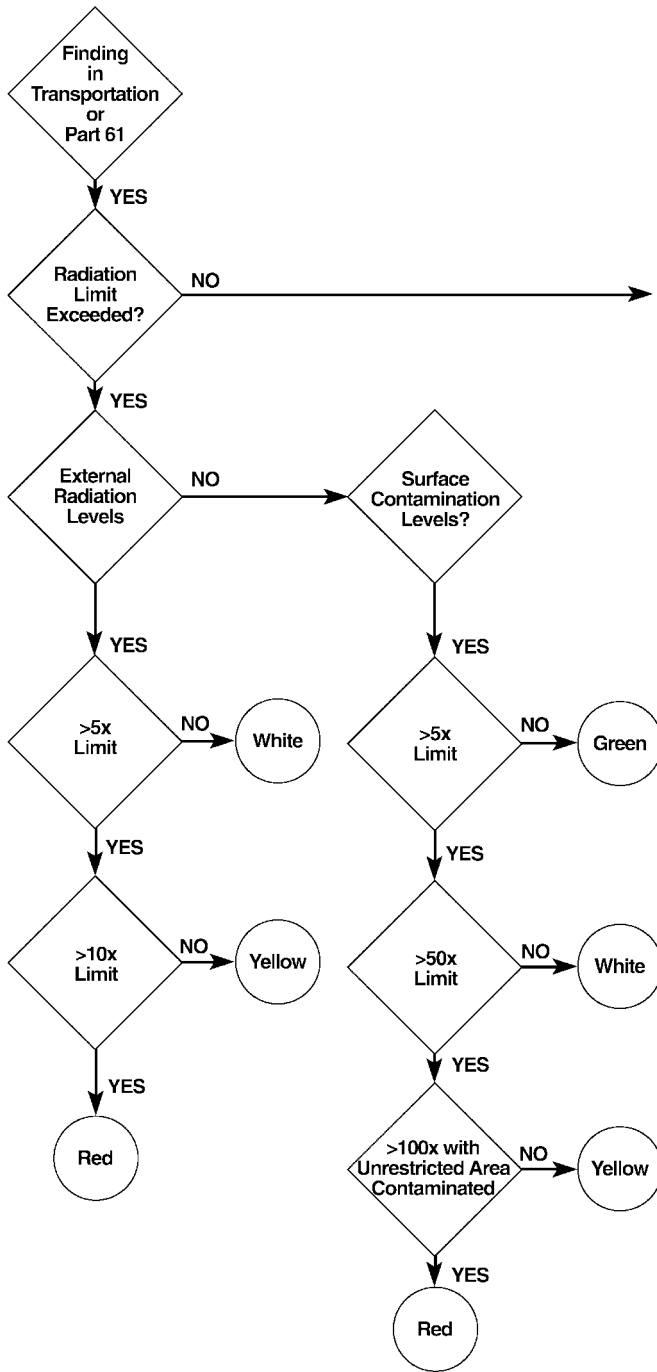 Finding
in
Transportation
or
Part 61
YES
Radiation
Limit
Exceeded?
NO
YES
External
Radiation
Levels
NO
Surface
Contamination
Levels?
YES
YES
>5x
Limit
NO
White
>5x
Limit
NO
Green
YES
YES
>10x
Limit
NO
Yellow
>50x
Limit
NO
White
YES
YES
Red
>100x with
Unrestricted Area
Contaminated
NO
Yellow
YES
Red